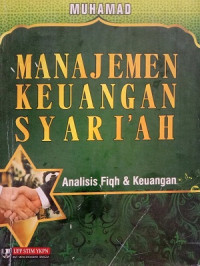 MUHAMAD
MANAJEMEN
KEUANGAN
SYARI'AH
Analisis Fiqh & Keuangan
UPP STIM YKPN